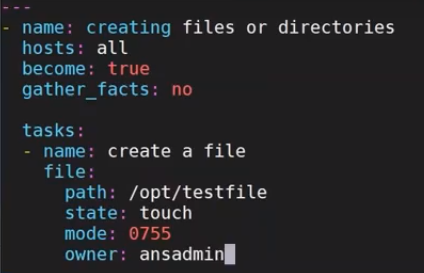 ---
- name: creating files or directories
  hosts: all
  become: true
  gather_facts: no

  tasks:
  - name: create a file
    file:
      path: /opt/testfile
      state: touch
      mode: 0755
      owner: ansadmin